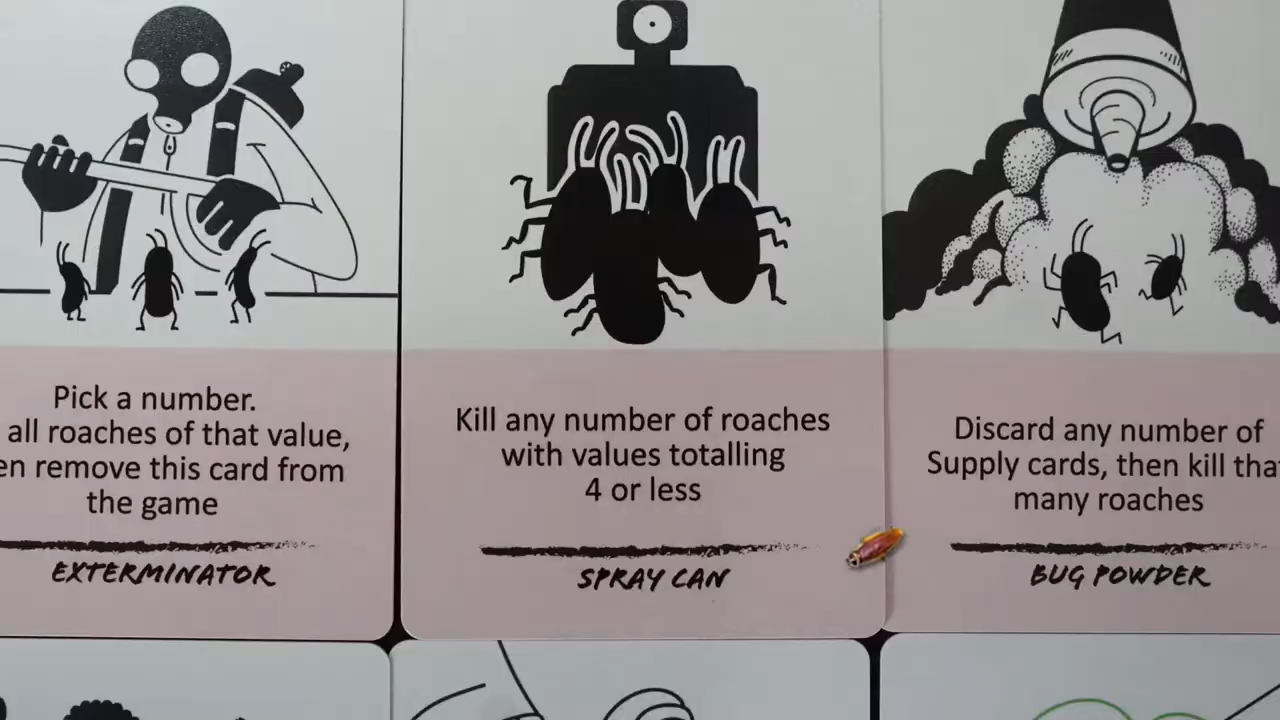 Pick a number.
all roaches of that value,
en remove this card from
the game
EXTERMINATOR
Kill any number of roaches
with values totalling
4 or less
SPRAY CAN
Discard any number of
Supply cards, then kill tha
many roaches
BUG POWDER